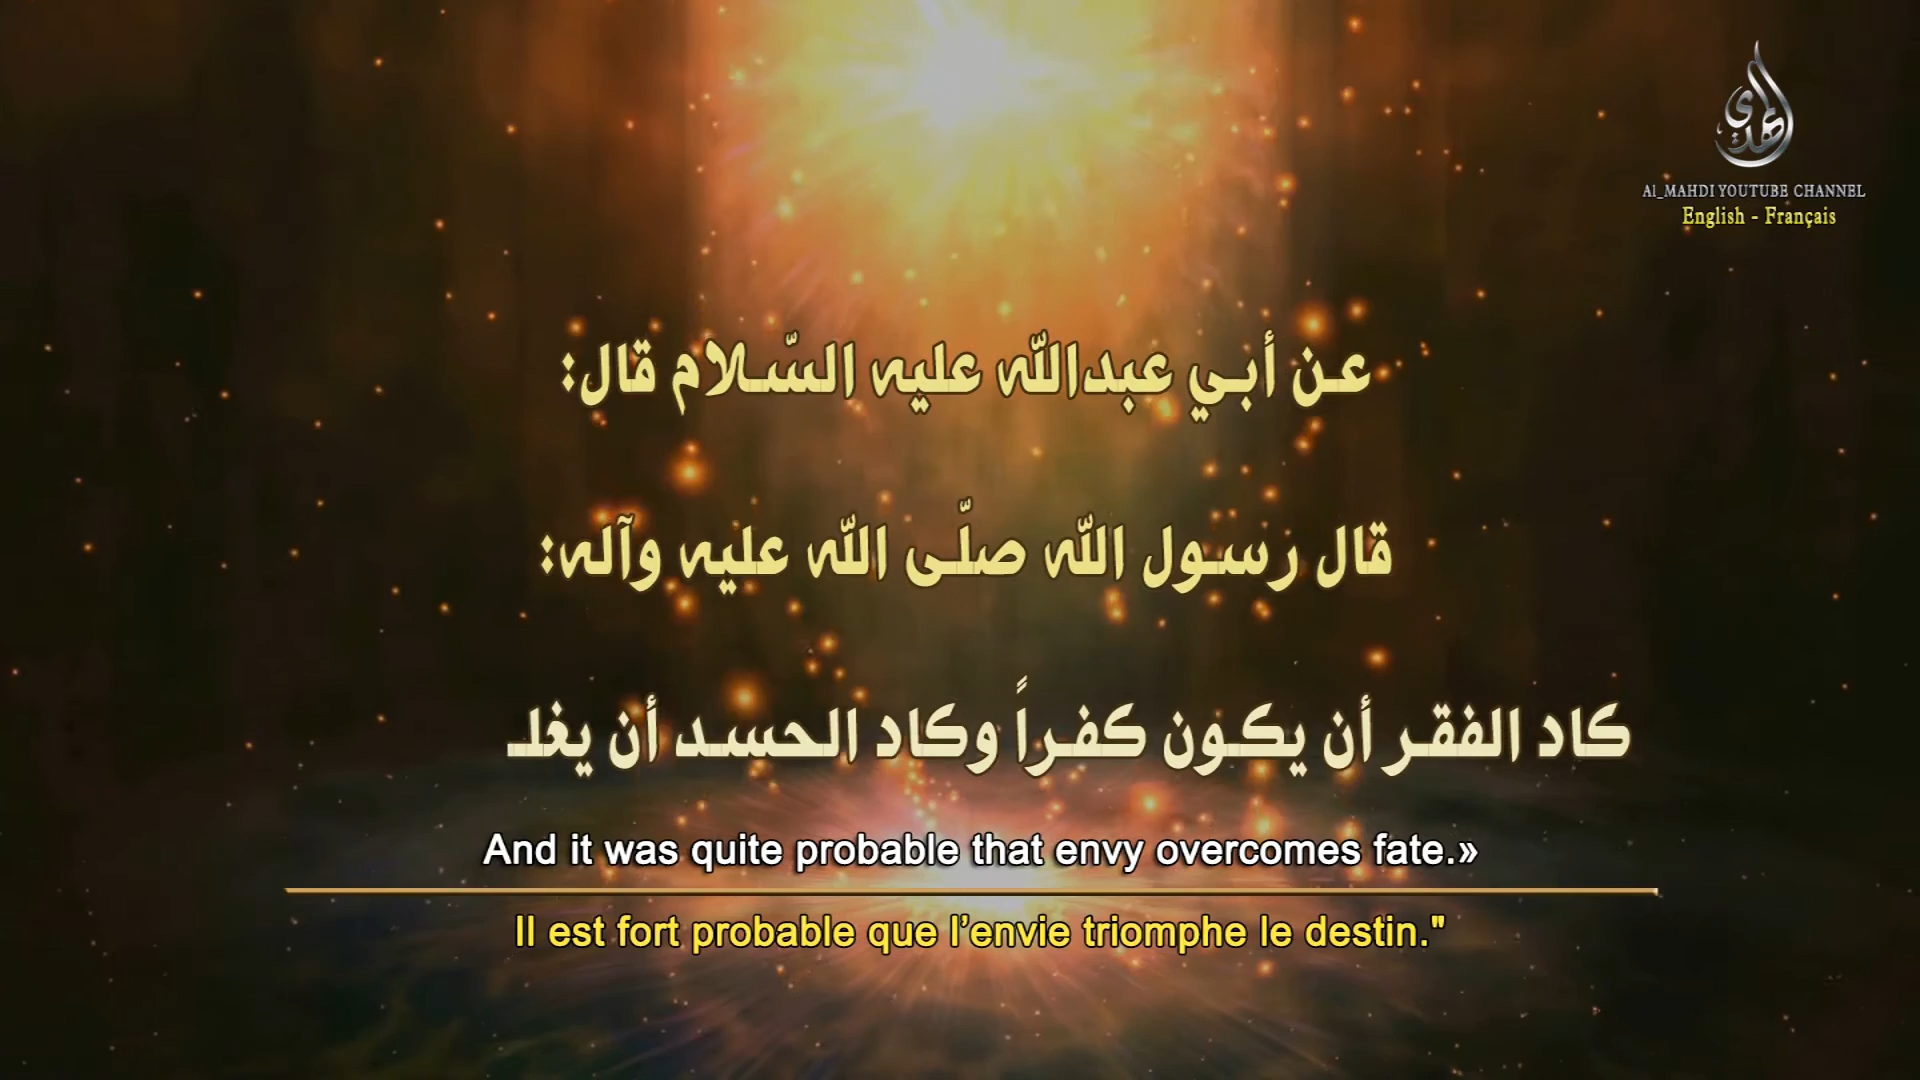 المهدي
Al_MAHDI YOUTUBE CHANNEL
English - Français
عن أبي عبدالله عليه السّلام قال:
قال رسول الله صلّى الله عليه وآله:
كاد الفقر أن يكون كفراً وكاد الحسد أن يغلـ
And it was quite probable that envy overcomes fate.»
Il est fort probable que l’envie triomphe le destin."